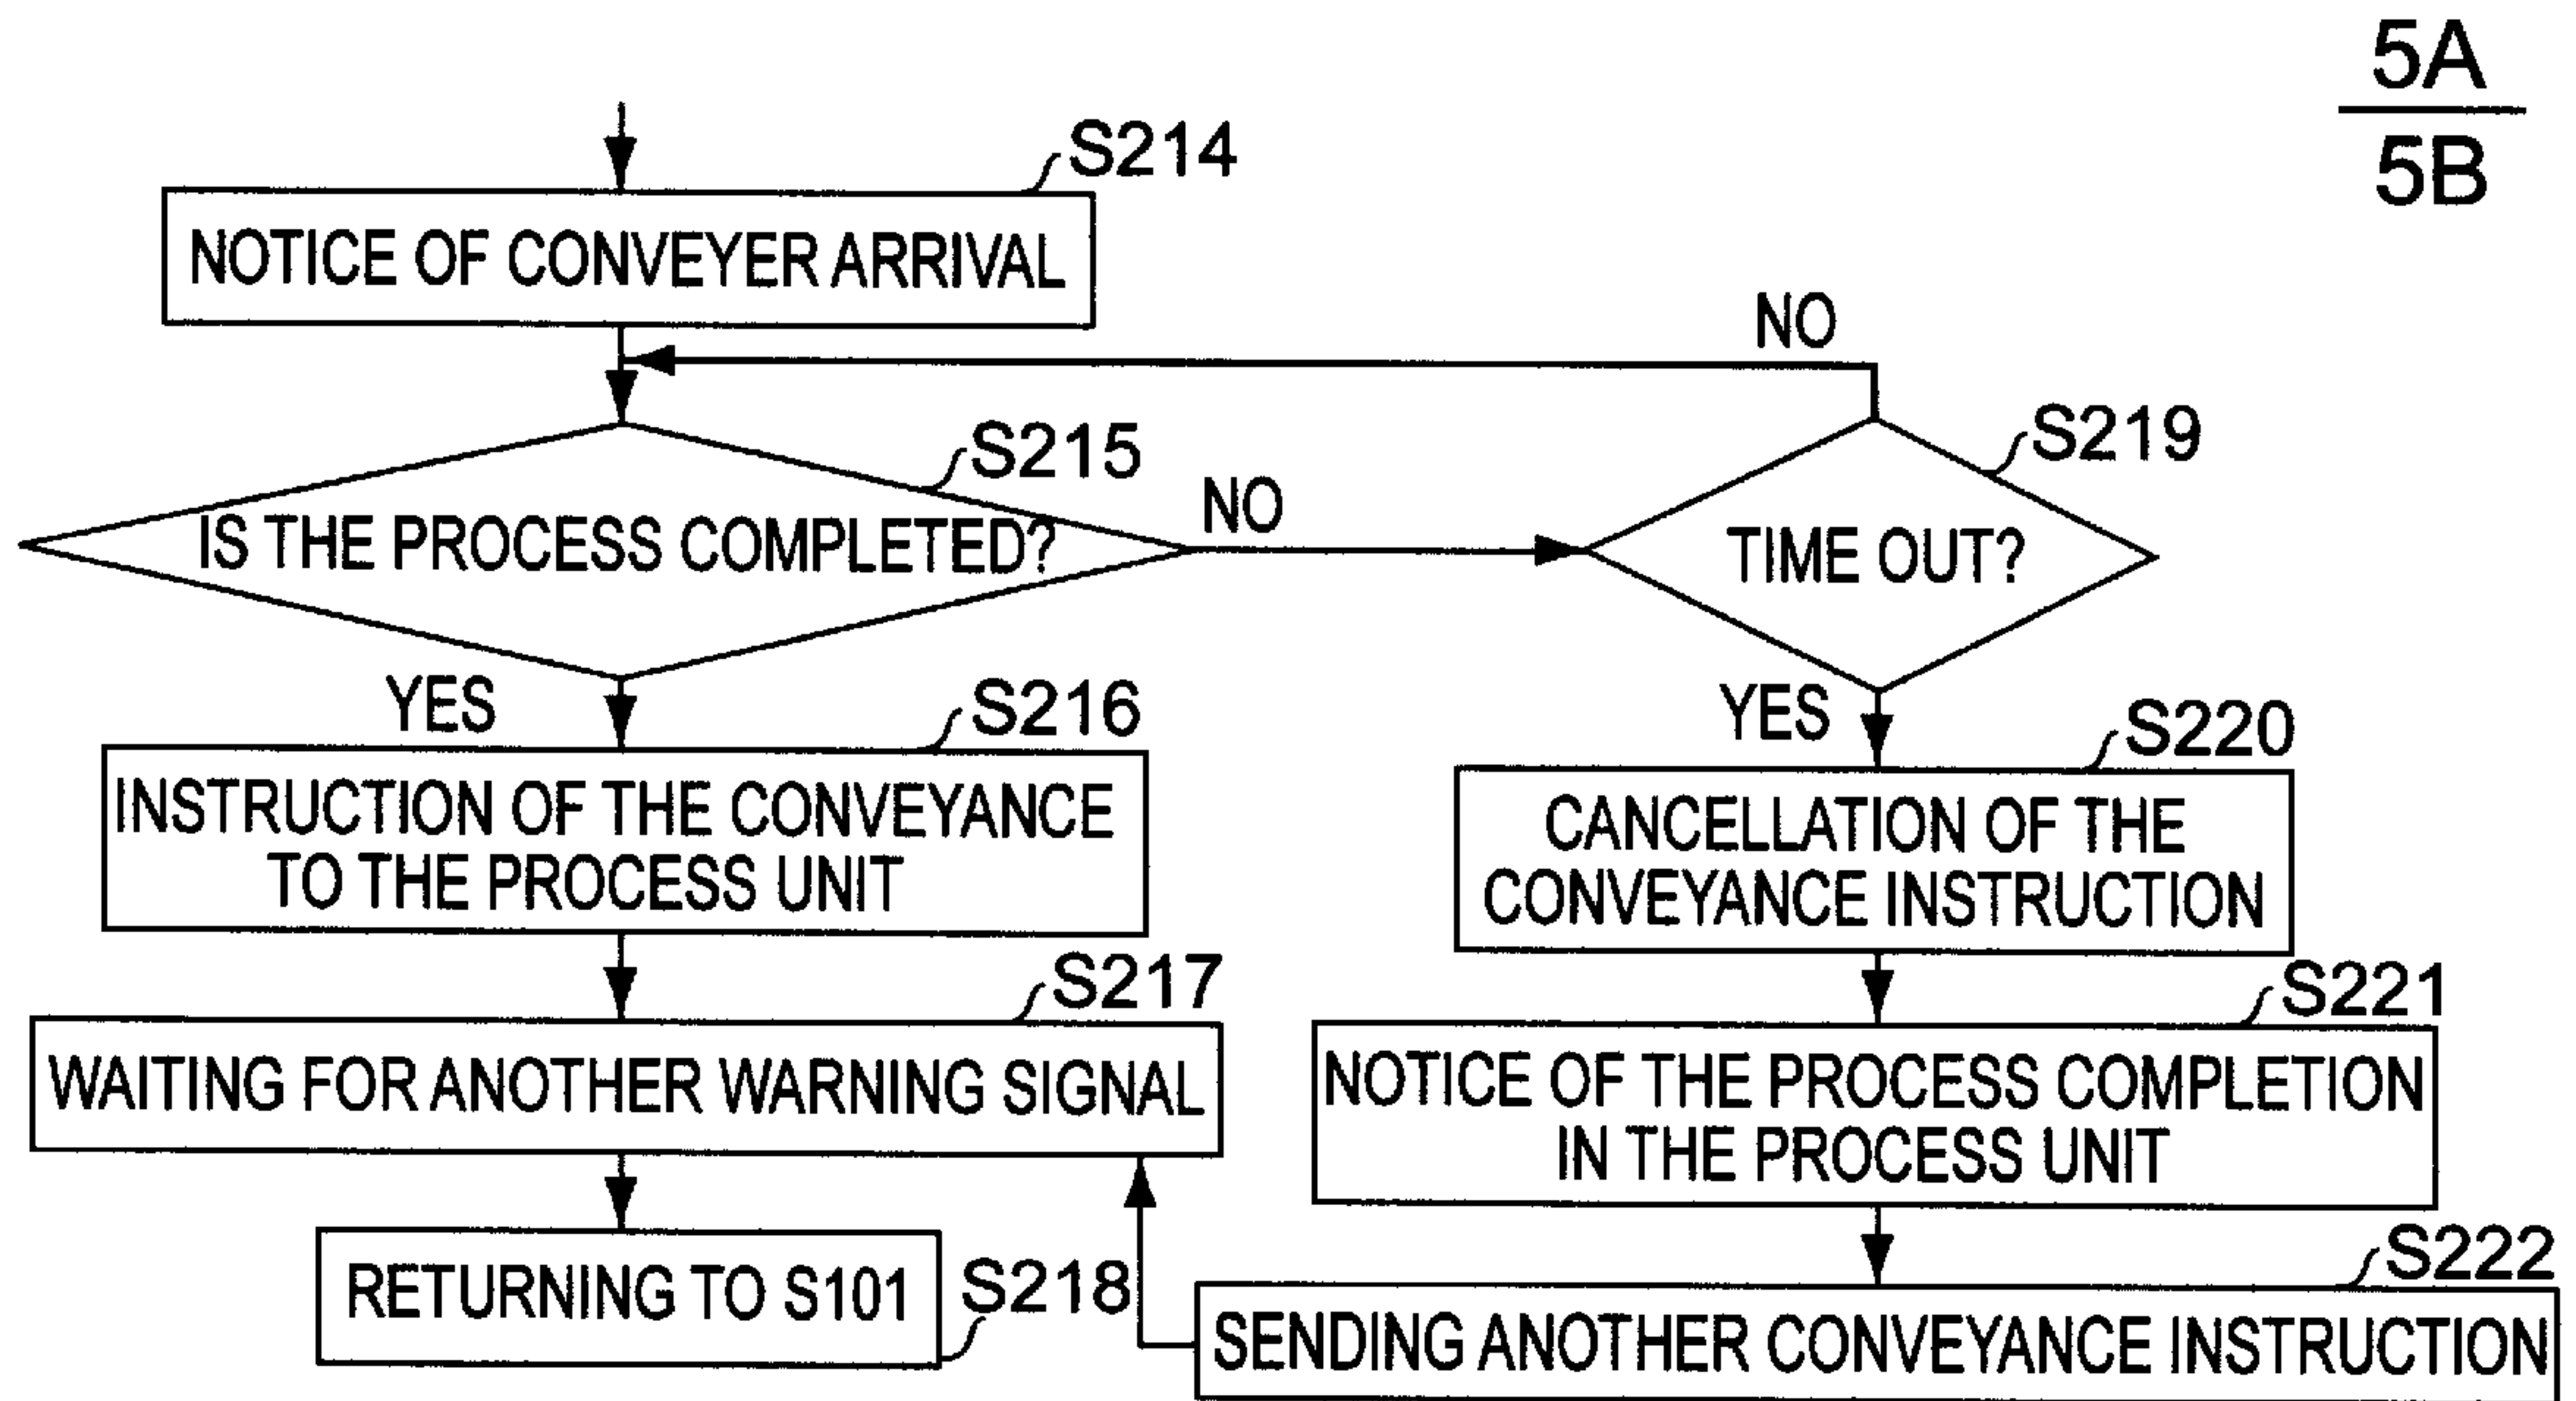 5A
5B
S214
NOTICE OF CONVEYER ARRIVAL
NO
S215
IS THE PROCESS COMPLETED?
NO
S219
TIME OUT?
YES
S216
INSTRUCTION OF THE CONVEYANCE
TO THE PROCESS UNIT
YES
S220
CANCELLATION OF THE
CONVEYANCE INSTRUCTION
S217
WAITING FOR ANOTHER WARNING SIGNAL
S221
NOTICE OF THE PROCESS COMPLETION
IN THE PROCESS UNIT
RETURNING TO S101
S218
S222
SENDING ANOTHER CONVEYANCE INSTRUCTION